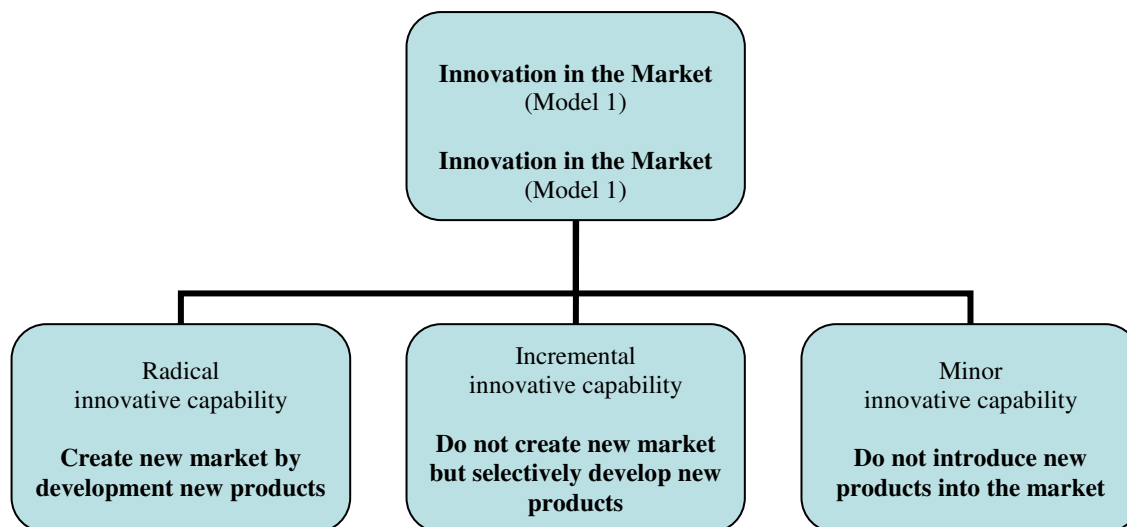 Innovation in the Market
(Model 1)
Innovation in the Market
(Model 1)
Radical
innovative capability
Create new market by
development new products
Incremental
innovative capability
Do not create new market
but selectively develop new
products
Minor
innovative capability
Do not introduce new
products into the market